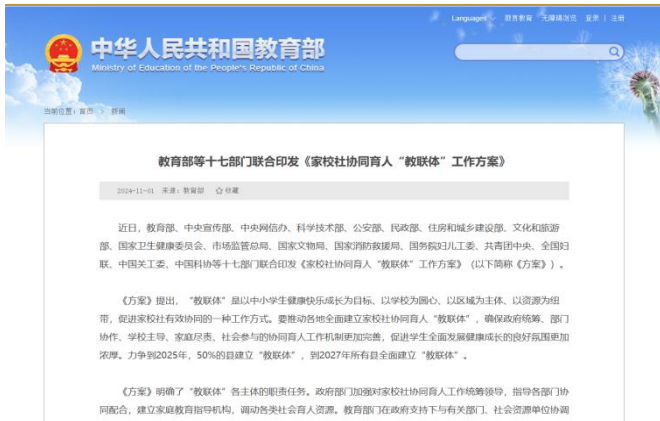 Languages 教育教育 无障碍浏览 登录 | 注册
中华人民共和国教育部
Ministry of Education of the People's Republic of China
当前位置：首页 > 新闻
教育部等十七部门联合印发《家校社协同育人“教联体”工作方案》
2024-11-01 来源：教育部 收藏
近日，教育部、中央宣传部、中央网信办、科学技术部、公安部、民政部、住房和城乡建设部、文化和旅游
部、国家卫生健康委员会、市场监管总局、国家文物局、国家消防救援局、国务院妇儿工委、共青团中央、全国妇
联、中国关工委、中国科协等十七部门联合印发《家校社协同育人“教联体”工作方案》（以下简称《方案》）。
《方案》提出，“教联体”是以中小学生健康快乐成长为目标、以学校为圆心、以区域为主体、以资源为纽
带，促进家校社有效协同的一种工作方式。要推动各地全面建立家校社协同育人“教联体”，确保政府统筹、部门
协作、学校主导、家庭尽责、社会参与的协同育人工作机制更加完善，促进学生全面发展健康成长的良好氛围更加
浓厚。力争到2025年，50%的县建立“教联体”，到2027年所有县全面建立“教联体”。
《方案》明确了“教联体”各主体的职责任务。政府部门加强对家校社协同育人工作统筹领导，指导各部门协
同配合，建立家庭教育指导机构，调动各类社会育人资源。教育部门在政府支持下与有关部门、社会资源单位协调